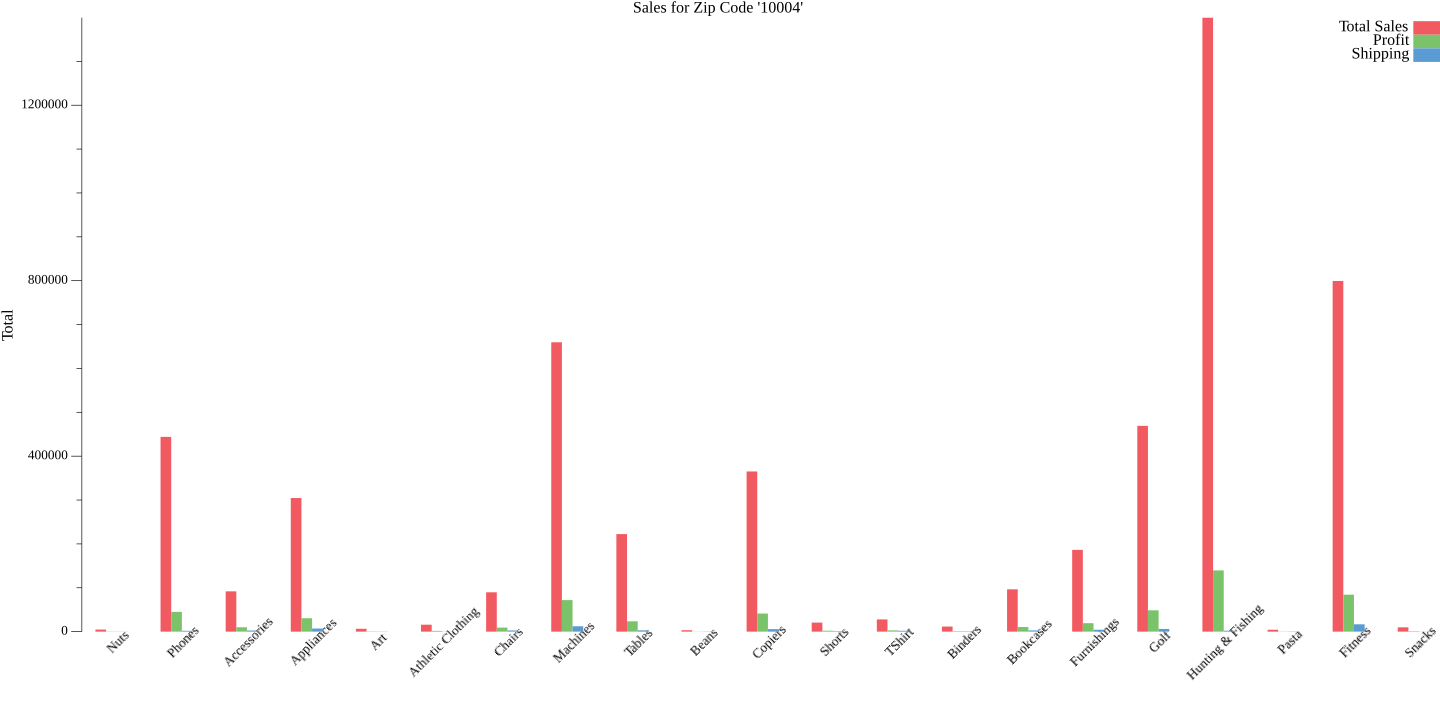 Sales for Zip Code '10004'
Total Sales
Profit
Shipping
1200000
800000
400000
0
Total
Nuts
Phones
Accessories
Appliances
Art
Athletic Clothing
Chairs
Machines
Tables
Beans
Copiers
Shorts
TShirt
Binders
Bookcases
Furnishings
Golf
Hunting & Fishing
Pasta
Fitness
Snacks